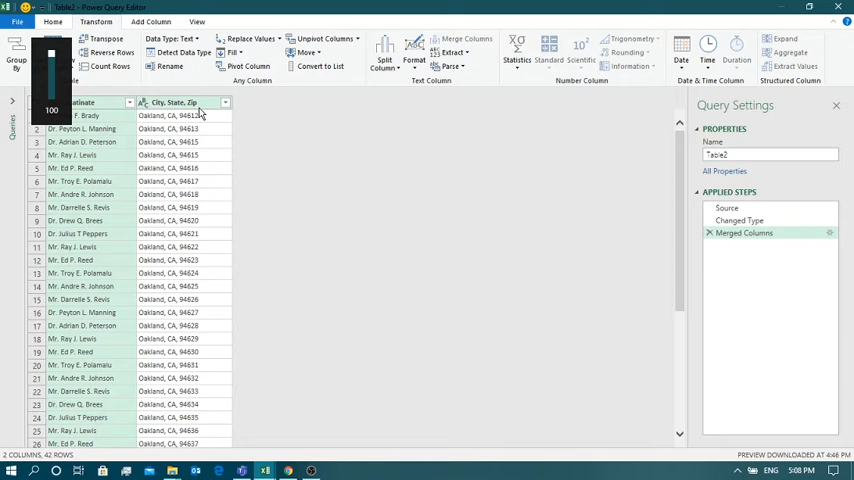 Table2 - Power Query Editor
File Home Transform Add Column View
Group By
Transpose
Reverse Rows
Count Rows
Data Type: Text
Detect Data Type
Rename
Replace Values
Fill
Pivot Column
Unpivot Columns
Move
Convert to List
Any Column
Split Column
Format
Merge Columns
Extract
Parse
Text Column
Statistics
Standard
Scientific
Trigonometry
Rounding
Information
Number Column
Date
Time
Duration
Date & Time Column
Expand
Aggregate
Extract Values
Structured Column
100
Queries
City, State, Zip
F. Brady Oakland, CA, 94612
2 Dr. Peyton L. Manning Oakland, CA, 94613
3 Dr. Adrian D. Peterson Oakland, CA, 94615
4 Mr. Ray J. Lewis Oakland, CA, 94615
5 Mr. Ed P. Reed Oakland, CA, 94616
6 Mr. Troy E. Polamalu Oakland, CA, 94617
7 Mr. Andre R. Johnson Oakland, CA, 94618
8 Mr. Darrelle S. Revis Oakland, CA, 94619
9 Dr. Drew Q. Brees Oakland, CA, 94620
10 Dr. Julius T Peppers Oakland, CA, 94621
11 Mr. Ray J. Lewis Oakland, CA, 94622
12 Mr. Ed P. Reed Oakland, CA, 94623
13 Mr. Troy E. Polamalu Oakland, CA, 94624
14 Mr. Andre R. Johnson Oakland, CA, 94625
15 Mr. Darrelle S. Revis Oakland, CA, 94626
16 Dr. Peyton L. Manning Oakland, CA, 94627
17 Dr. Adrian D. Peterson Oakland, CA, 94628
18 Mr. Ray J. Lewis Oakland, CA, 94629
19 Mr. Ed P. Reed Oakland, CA, 94630
20 Mr. Troy E. Polamalu Oakland, CA, 94631
21 Mr. Andre R. Johnson Oakland, CA, 94632
22 Mr. Darrelle S. Revis Oakland, CA, 94633
23 Dr. Drew Q. Brees Oakland, CA, 94634
24 Dr. Julius T Peppers Oakland, CA, 94635
25 Mr. Ray J. Lewis Oakland, CA, 94636
26 Mr. Ed P. Reed Oakland, CA, 94637
Query Settings
PROPERTIES
Name
Table2
All Properties
APPLIED STEPS
Source
Changed Type
Merged Columns
2 COLUMNS, 42 ROWS
PREVIEW DOWNLOADED AT 4:46 PM
ENG 5:08 PM